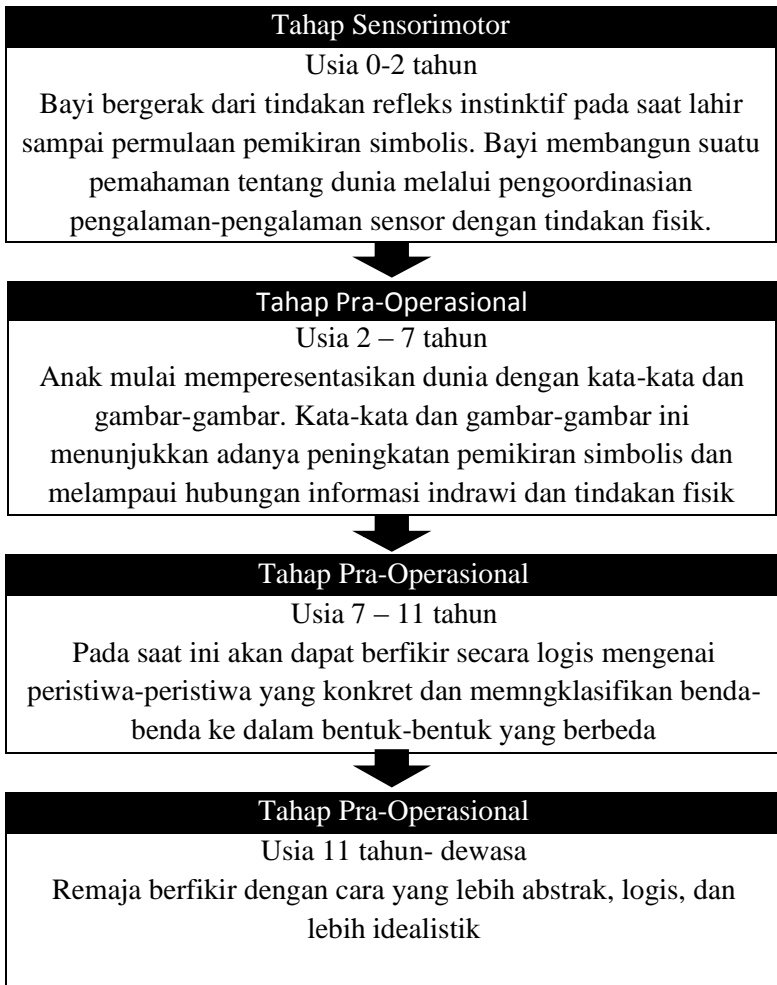 Tahap Sensorimotor
Usia 0-2 tahun
Bayi bergerak dari tindakan refleks instinktif pada saat lahir
sampai permulaan pemikiran simbolis. Bayi membangun suatu
pemahaman tentang dunia melalui pengoordinasian
pengalaman-pengalaman sensor dengan tindakan fisik.
Tahap Pra-Operasional
Usia 2 – 7 tahun
Anak mulai memperesentasikan dunia dengan kata-kata dan
gambar-gambar. Kata-kata dan gambar-gambar ini
menunjukkan adanya peningkatan pemikiran simbolis dan
melampaui hubungan informasi indrawi dan tindakan fisik
Tahap Pra-Operasional
Usia 7 – 11 tahun
Pada saat ini akan dapat berfikir secara logis mengenai
peristiwa-peristiwa yang konkret dan memngklasifikan benda-
benda ke dalam bentuk-bentuk yang berbeda
Tahap Pra-Operasional
Usia 11 tahun- dewasa
Remaja berfikir dengan cara yang lebih abstrak, logis, dan
lebih idealistik